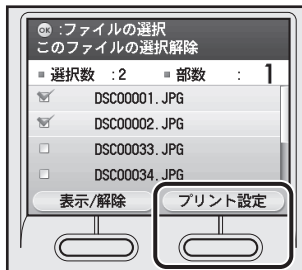 OK :ファイルの選択
このファイルの選択解除
選択数 :2 部数 : 1
DSC00001.JPG
DSC00002.JPG
DSC00033.JPG
DSC00034.JPG
表示/解除 プリント設定